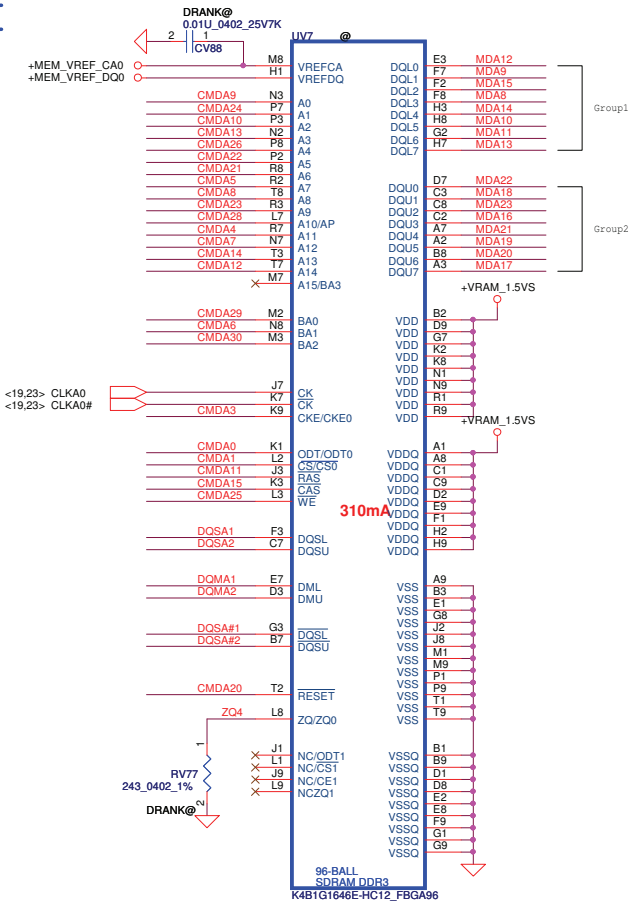 DRANK@
0.01U_0402_25V7K
2 1
CV88
UV7 @
+MEM_VREF_CA0 M8 VREFCA
+MEM_VREF_DQ0 H1 VREFDQ
CMDA9 N3 A0
CMDA24 P7 A1
CMDA10 P3 A2
CMDA13 N2 A3
CMDA26 P8 A4
CMDA22 P2 A5
CMDA21 R8 A6
CMDA5 R2 A7
CMDA8 T8 A8
CMDA23 R3 A9
CMDA28 L7 A10/AP
CMDA4 R7 A11
CMDA7 N7 A12
CMDA14 T3 A13
CMDA12 T7 A14
M7 A15/BA3
CMDA29 M2 BA0
CMDA6 N8 BA1
CMDA30 M3 BA2
<19,23> CLKA0 J7 CK
<19,23> CLKA0# K7 CK
CMDA3 K9 CKE/CKE0
CMDA0 K1 ODT/ODT0
CMDA1 L2 CS/CS0
CMDA11 J3 RAS
CMDA15 K3 CAS
CMDA25 L3 WE
DQSA1 F3 DQSL
DQSA2 C7 DQSU
DQMA1 E7 DML
DQMA2 D3 DMU
DQSA#1 G3 DQSL
DQSA#2 B7 DQSU
CMDA20 T2 RESET
ZQ4 L8 ZQ/ZQ0
J1 NC/ODT1
L1 NC/CS1
J9 NC/CE1
L9 NCZQ1
1
RV77
243_0402_1%
2
DRANK@
310mA
DQL0 E3 MDA12
DQL1 F7 MDA9
DQL2 F2 MDA15
DQL3 F8 MDA8
DQL4 H3 MDA14
DQL5 H8 MDA10
DQL6 G2 MDA11
DQL7 H7 MDA13
Group1
DQU0 D7 MDA22
DQU1 C3 MDA18
DQU2 C8 MDA23
DQU3 C2 MDA16
DQU4 A7 MDA21
DQU5 A2 MDA19
DQU6 B8 MDA20
DQU7 A3 MDA17
Group2
+VRAM_1.5VS
VDD B2
VDD D9
VDD G7
VDD K2
VDD K8
VDD N1
VDD N9
VDD R1
VDD R9
+VRAM_1.5VS
VDDQ A1
VDDQ A8
VDDQ C1
VDDQ C9
VDDQ D2
VDDQ E9
VDDQ F1
VDDQ H2
VDDQ H9
VSS A9
VSS B3
VSS E1
VSS G8
VSS J2
VSS J8
VSS M1
VSS M9
VSS P1
VSS P9
VSS T1
VSS T9
VSSQ B1
VSSQ B9
VSSQ D1
VSSQ D8
VSSQ E2
VSSQ E8
VSSQ F9
VSSQ G1
VSSQ G9
96-BALL
SDRAM DDR3
K4B1G1646E-HC12_FBGA96